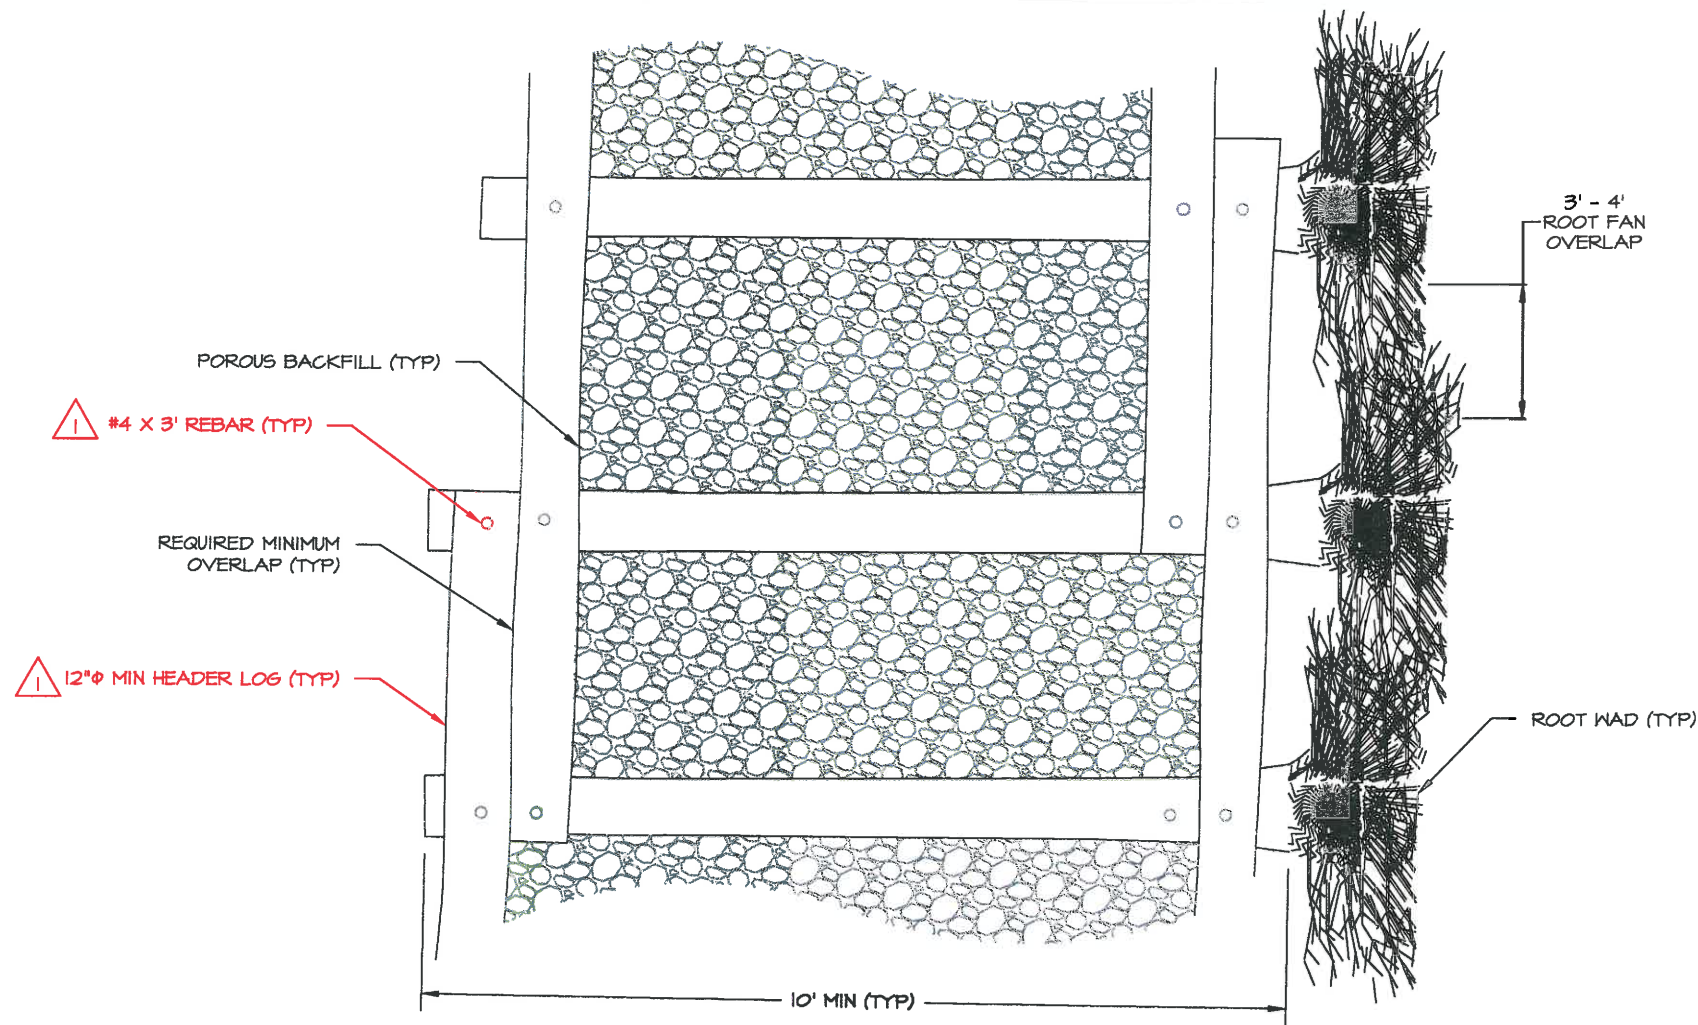 3' - 4'
ROOT FAN
OVERLAP
POROUS BACKFILL (TYP)
1 #4 X 3' REBAR (TYP)
REQUIRED MINIMUM
OVERLAP (TYP)
1 12"Φ MIN HEADER LOG (TYP)
ROOT WAD (TYP)
10' MIN (TYP)